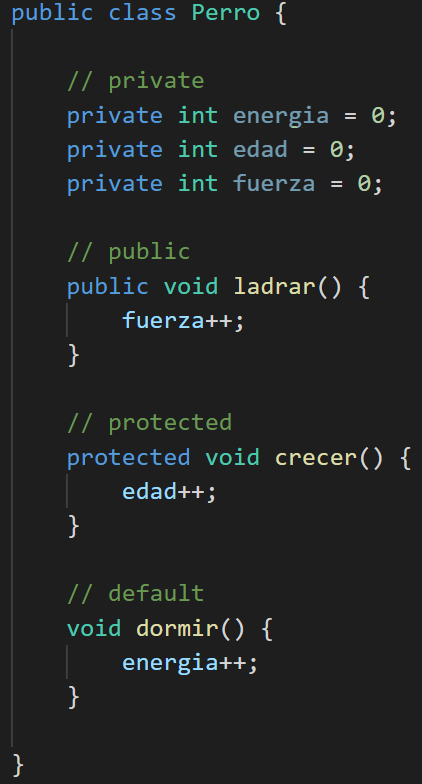 public class Perro {
// private
private int energia = 0;
private int edad = 0;
private int fuerza = 0;
// public
public void ladrar() {
fuerza++;
}
// protected
protected void crecer() {
edad++;
}
// default
void dormir() {
energia++;
}
}